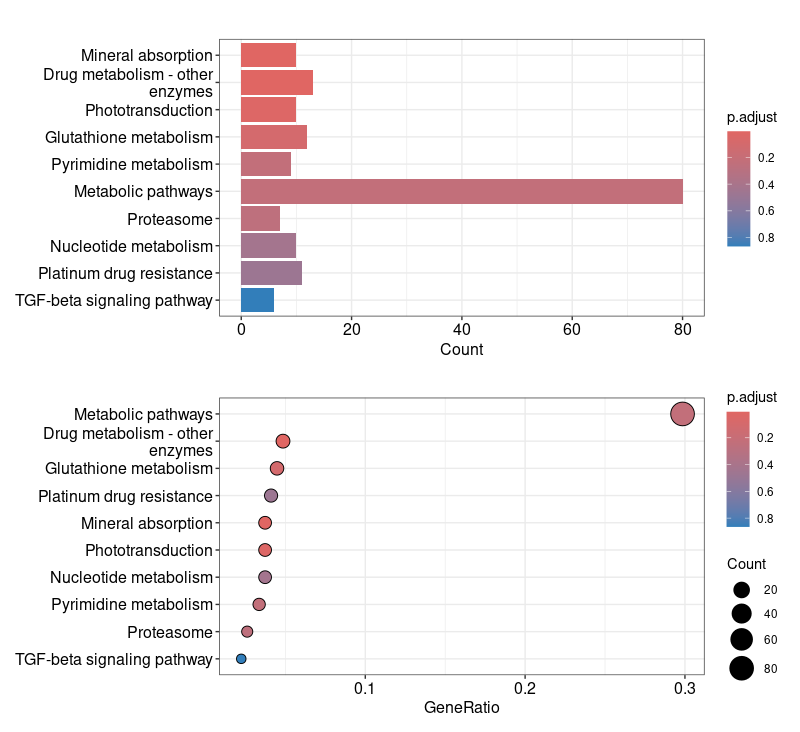 Mineral absorption
Drug metabolism - other
enzymes
Phototransduction
Glutathione metabolism
Pyrimidine metabolism
Metabolic pathways
Proteasome
Nucleotide metabolism
Platinum drug resistance
TGF-beta signaling pathway
0 20 40 60 80
Count
p.adjust
0.2
0.4
0.6
0.8
Metabolic pathways
Drug metabolism - other
enzymes
Glutathione metabolism
Platinum drug resistance
Mineral absorption
Phototransduction
Nucleotide metabolism
Pyrimidine metabolism
Proteasome
TGF-beta signaling pathway
0.1 0.2 0.3
GeneRatio
p.adjust
0.2
0.4
0.6
0.8
Count
20
40
60
80